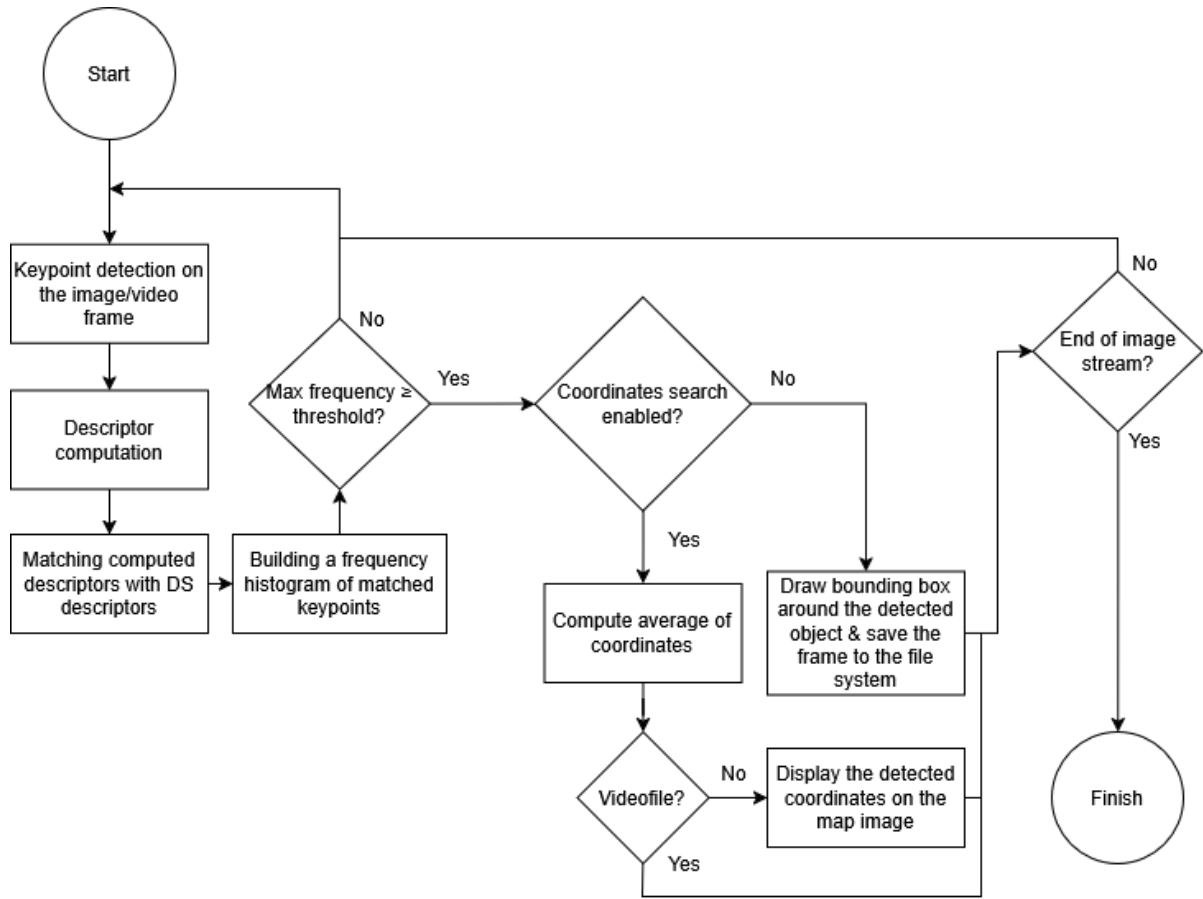 Start
Keypoint detection on
the image/video
frame
Descriptor
computation
Matching computed
descriptors with DS
descriptors
Building a frequency
histogram of matched
keypoints
Max frequency ≥
threshold?
No
Yes
Coordinates search
enabled?
No
Yes
Compute average of
coordinates
Draw bounding box
around the detected
object & save the
frame to the file
system
Videofile?
No
Yes
Display the detected
coordinates on the
map image
End of image
stream?
No
Yes
Finish